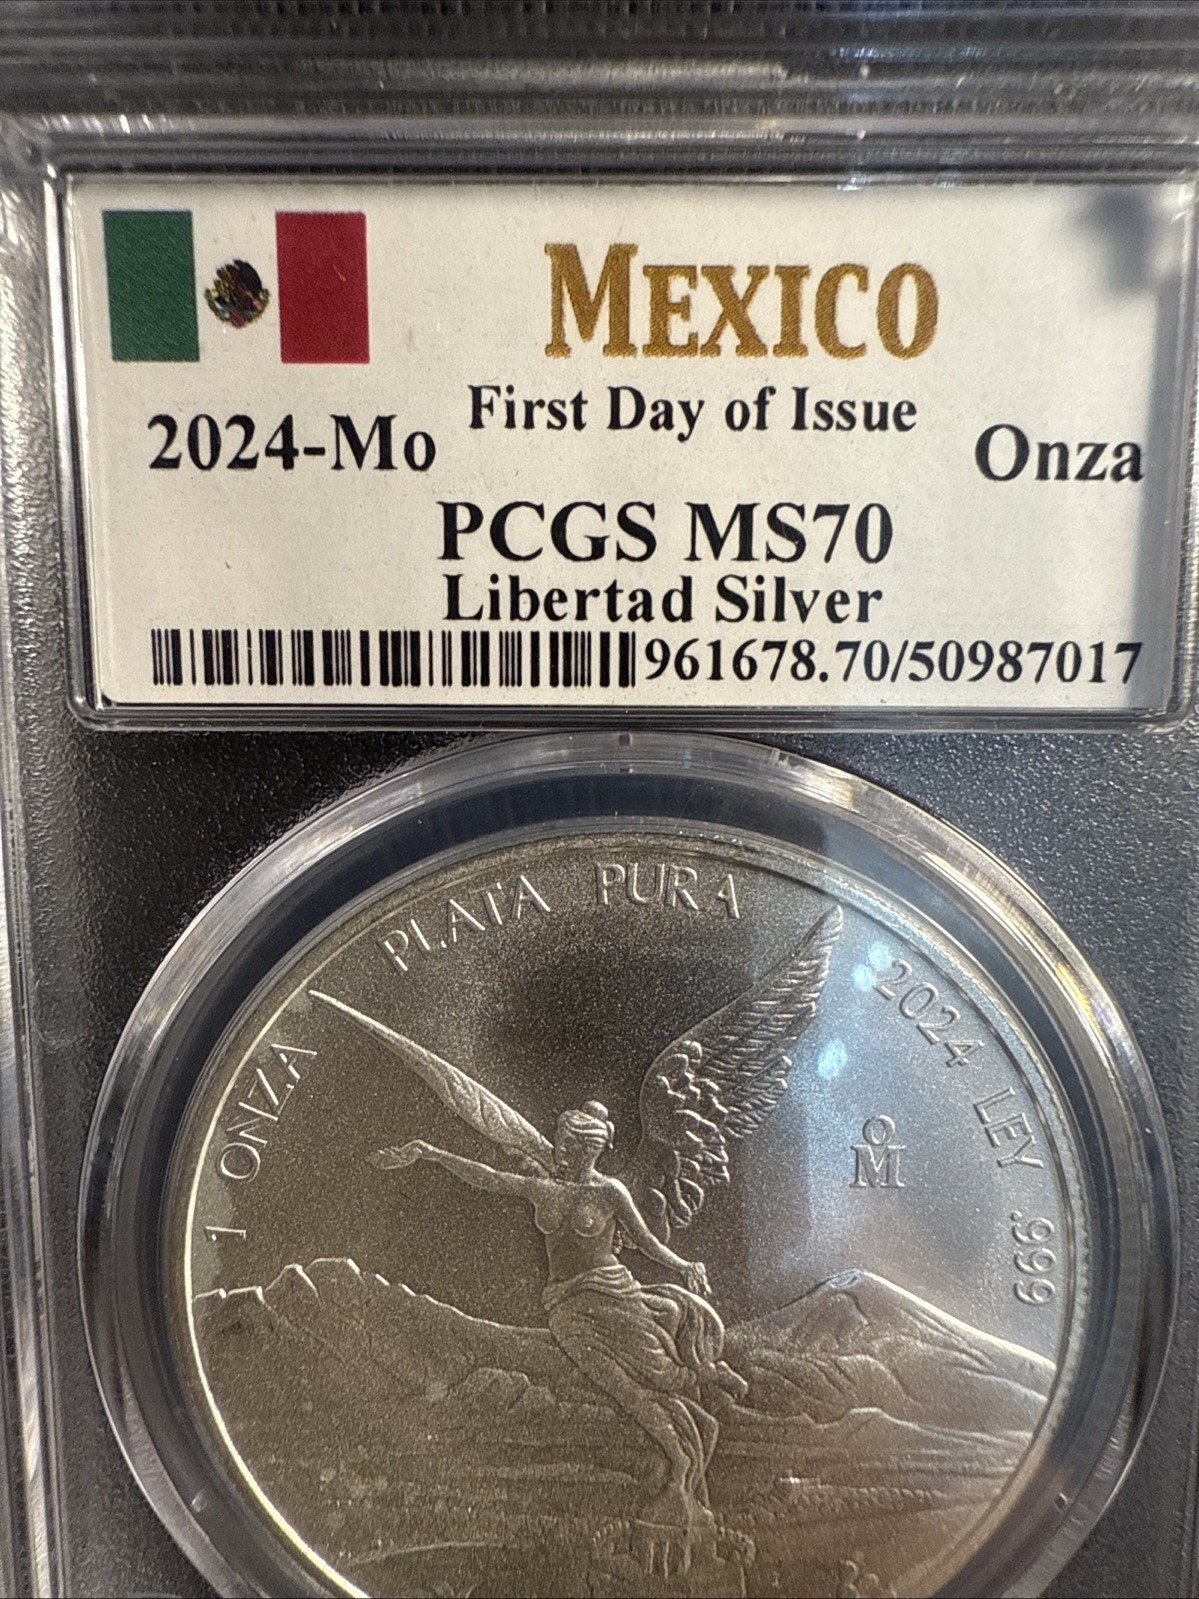 MEXICO
First Day of Issue
2024-Mo
Onza
PCGS MS70
Libertad Silver
961678.70/50987017
1 ONZA PLATA PURA 2024 LEY .999
Mo